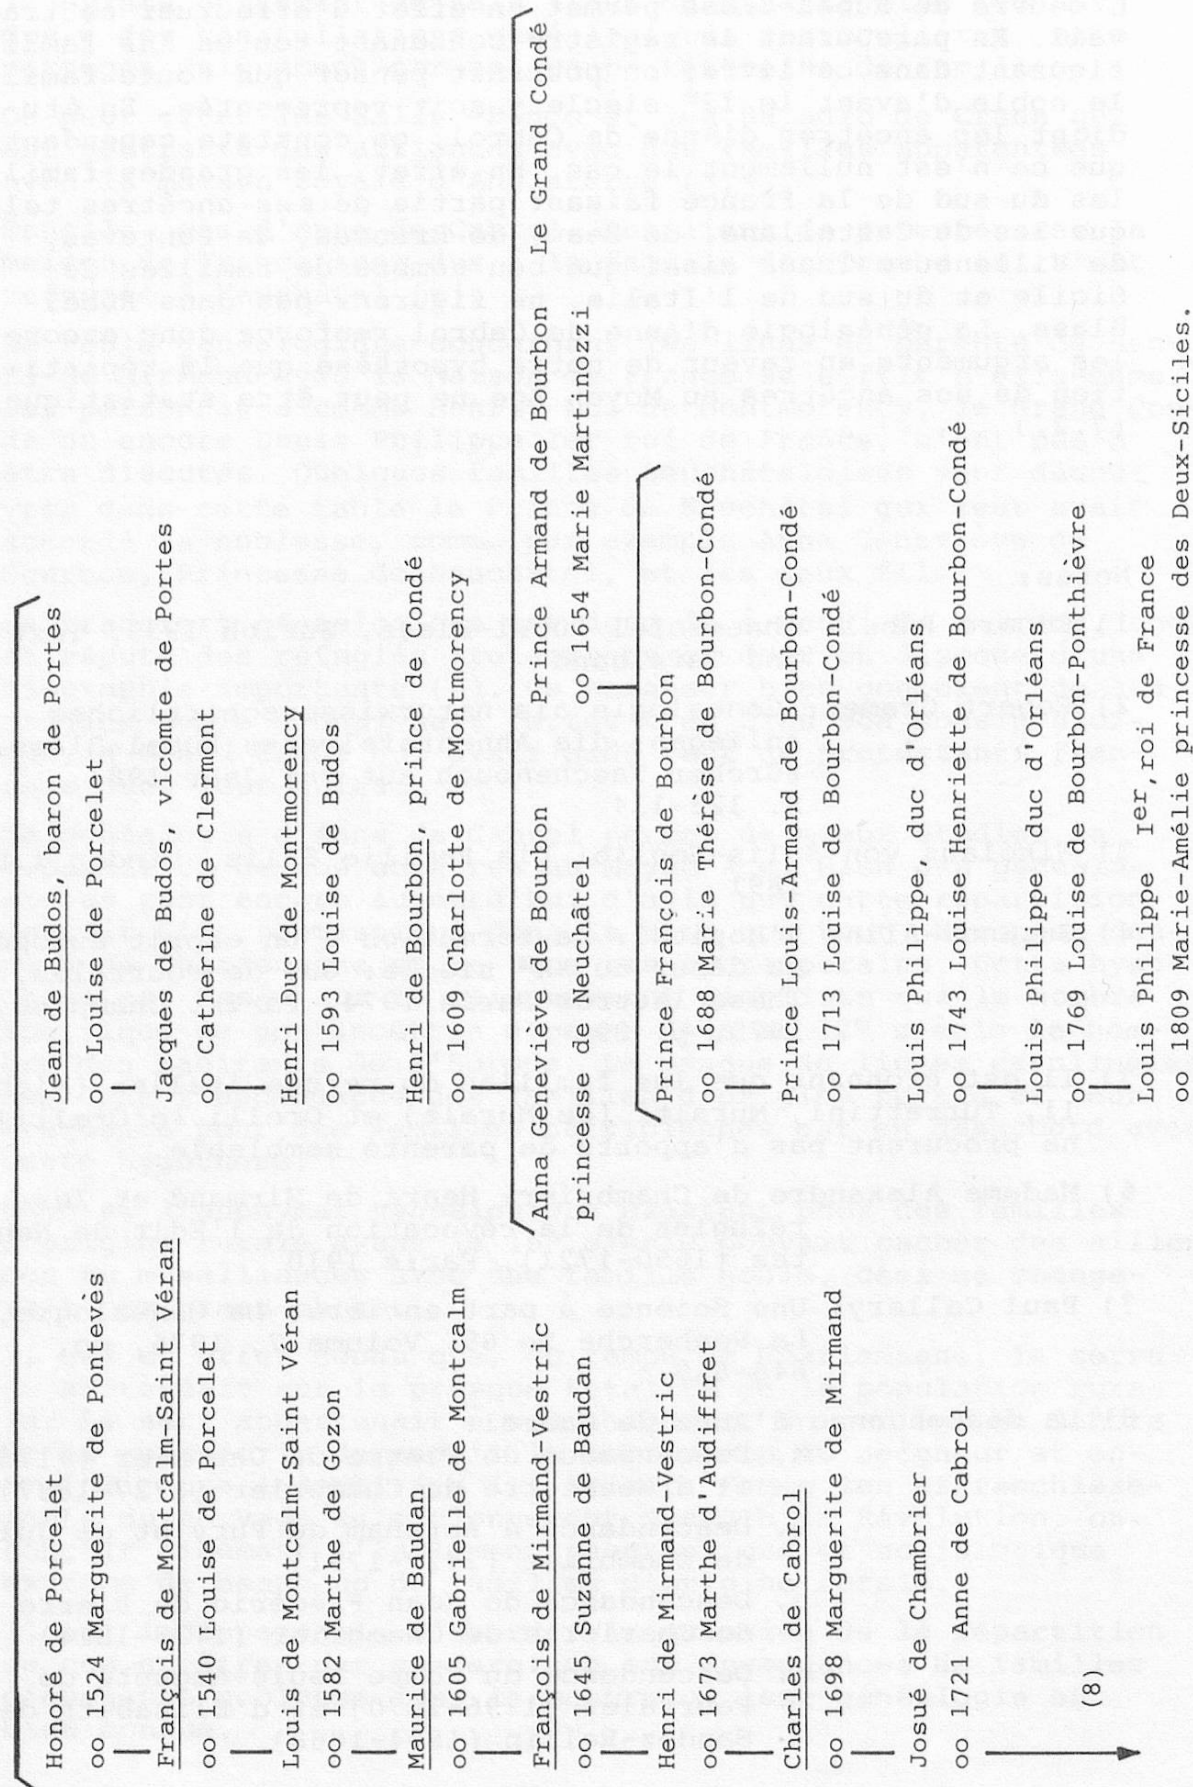 Honoré de Porcelet
oo 1524 Marguerite de Pontevès
François de Montcalm-Saint Véran
oo 1540 Louise de Porcelet
Louis de Montcalm-Saint Véran
oo 1582 Marthe de Gozon
Maurice de Baudan
oo 1605 Gabrielle de Montcalm
François de Mirmand-Vestric
oo 1645 Suzanne de Baudan
Henri de Mirmand-Vestric
oo 1673 Marthe d'Audiffret
Charles de Cabrol
oo 1698 Marguerite de Mirmand
Josué de Chambrier
oo 1721 Anne de Cabrol
(8)
Jean de Budos, baron de Portes
oo Louise de Porcelet
Jacques de Budos, vicomte de Portes
oo Catherine de Clermont
Henri Duc de Montmorency
oo 1593 Louise de Budos
Henri de Bourbon, prince de Condé
oo 1609 Charlotte de Montmorency
Anna Geneviève de Bourbon Prince Armand de Bourbon Le Grand Condé
princesse de Neuchâtel oo 1654 Marie Martinozzi
Prince François de Bourbon
oo 1688 Marie Thérèse de Bourbon-Condé
Prince Louis-Armand de Bourbon-Condé
oo 1713 Louise de Bourbon-Condé
Louis Philippe, duc d'Orléans
oo 1743 Louise Henriette de Bourbon-Condé
Louis Philippe duc d'Orléans
oo 1769 Louise de Bourbon-Ponthièvre
Louis Phlippe Ier, roi de France
oo 1809 Marie-Amélie princesse des Deux-Siciles.